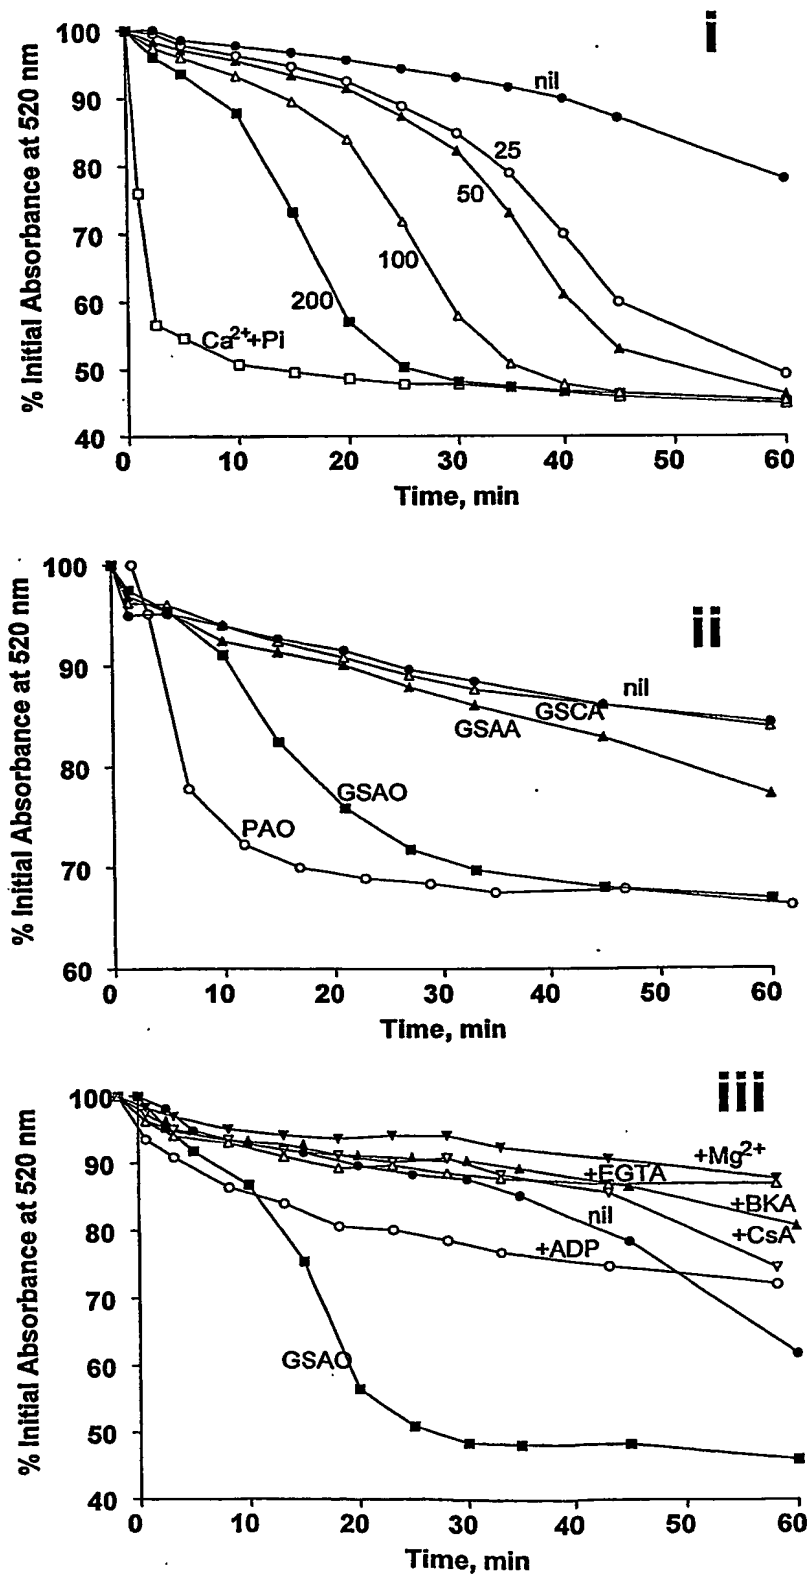 i
% Initial Absorbance at 520 nm
100
90
80
70
60
50
40
nil
25
50
100
200
Ca2++Pi
0 10 20 30 40 50 60
Time, min
ii
% Initial Absorbance at 520 nm
100
90
80
70
60
nil
GSCA
GSAA
GSAO
PAO
0 10 20 30 40 50 60
Time, min
iii
% Initial Absorbance at 520 nm
100
90
80
70
60
50
40
+Mg2+
+EGTA
+BKA
nil
+CsA
+ADP
GSAO
0 10 20 30 40 50 60
Time, min